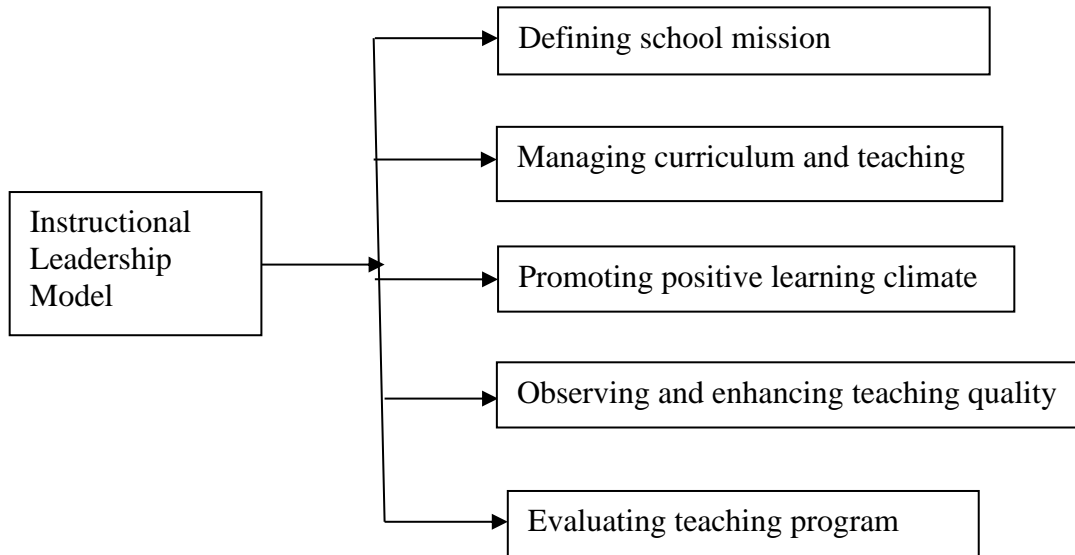 Instructional
Leadership
Model
Defining school mission
Managing curriculum and teaching
Promoting positive learning climate
Observing and enhancing teaching quality
Evaluating teaching program